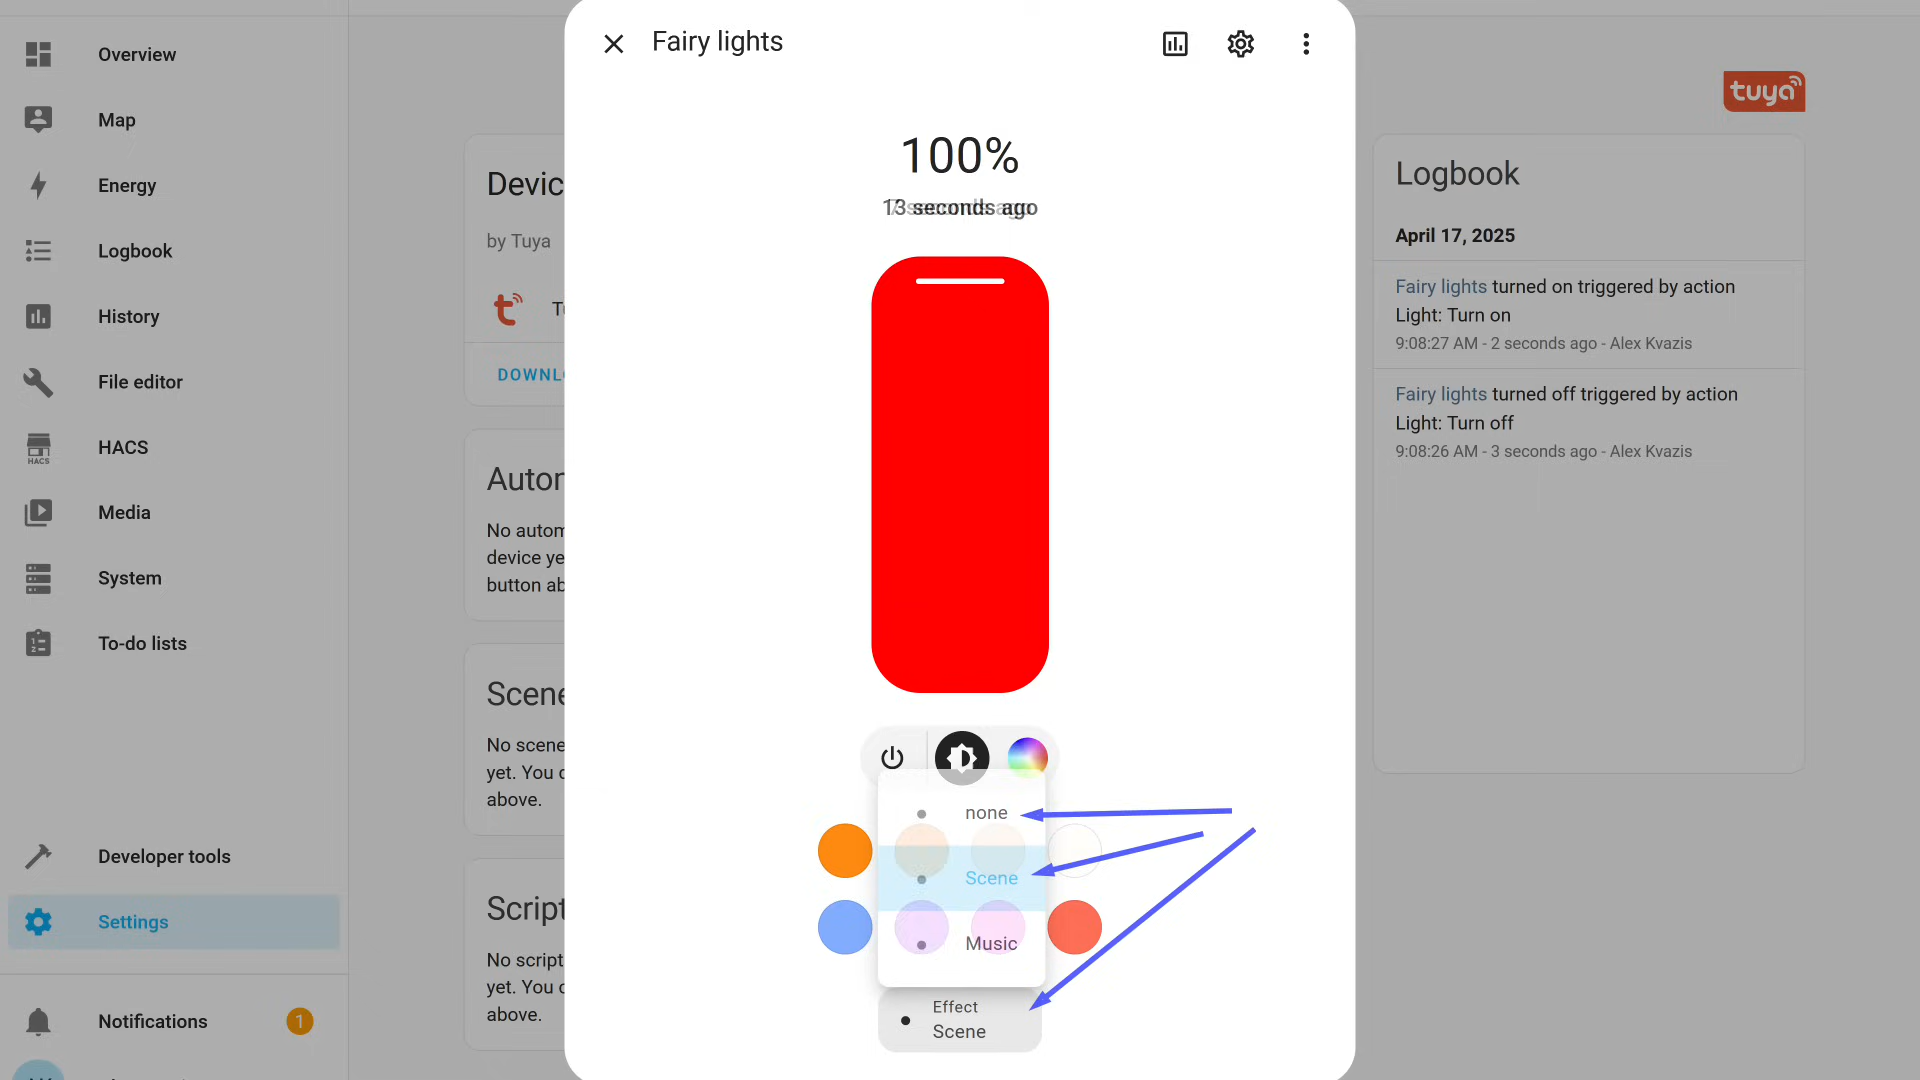 Overview
Map
Energy
Logbook
History
File editor
HACS
HACS
Media
System
To-do lists
Developer tools
Settings
Notifications
1
Devic
by Tuya
t
DOWNL
Autor
No autom
device ye
button ab
Scene
No scene
yet. You c
above.
Script
No script
yet. You c
above.
Fairy lights
100%
13 seconds ago
none
Scene
Music
Effect
Scene
tuya
Logbook
April 17, 2025
Fairy lights turned on triggered by action
Light: Turn on
9:08:27 AM - 2 seconds ago - Alex Kvazis
Fairy lights turned off triggered by action
Light: Turn off
9:08:26 AM - 3 seconds ago - Alex Kvazis